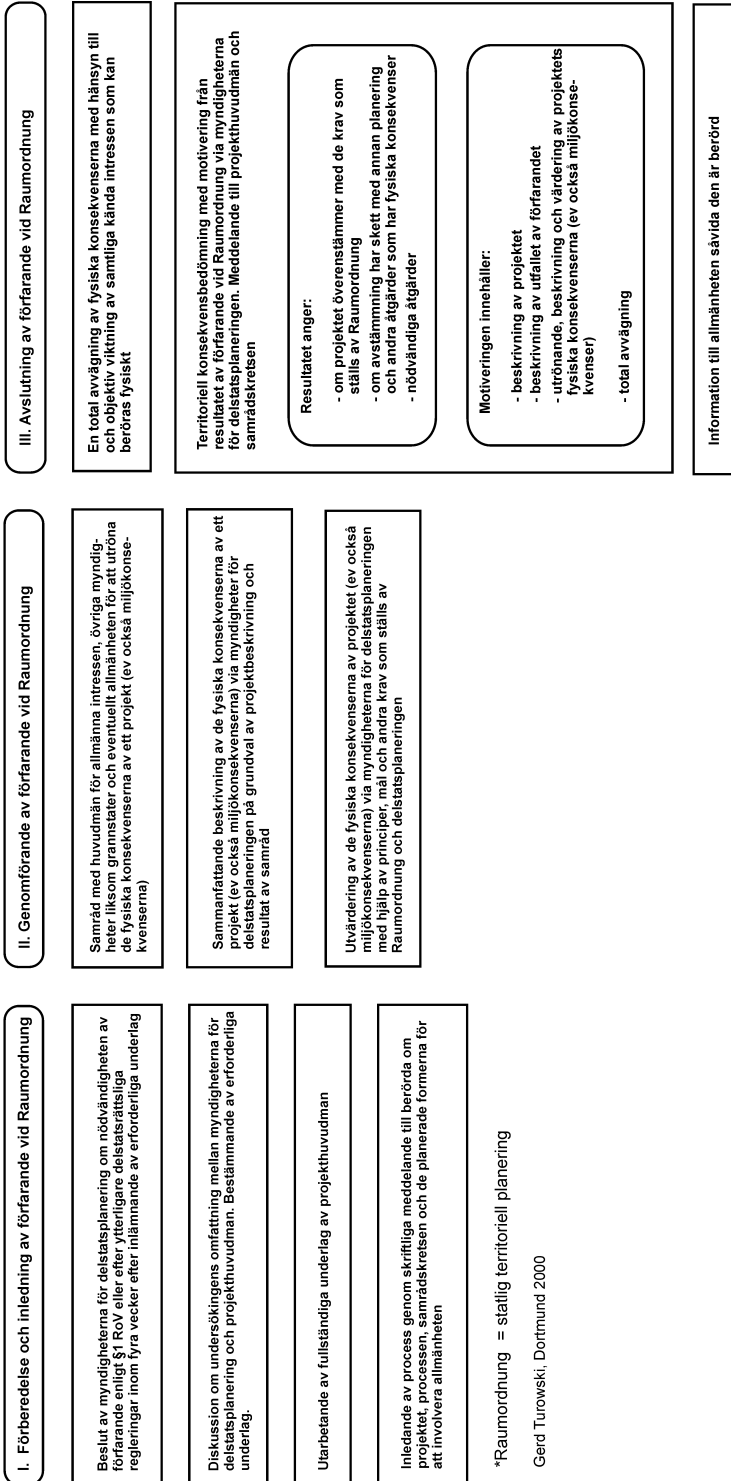 I. Förberedelse och inledning av förfarande vid Raumordnung
Beslut av myndigheterna för delstatsplanering om nödvändigheten av
förfarande enligt §1 RoV eller efter ytterligare delstatsrättsliga
regleringar inom fyra vecker efter inlämnande av erforderliga underlag
Diskussion om undersökingens omfattning mellan myndigheterna för
delstatsplanering och projekthuvudman. Bestämmande av erforderliga
underlag.
Utarbetande av fullständiga underlag av projekthuvudman
Inledande av process genom skriftliga meddelande till berörda om
projektet, processen, samrådskretsen och de planerade formerna för
att involvera allmänheten
*Raumordnung = statlig territoriell planering
Gerd Turowski, Dortmund 2000
II. Genomförande av förfarande vid Raumordnung
Samråd med huvudmän för allmänna intressen, övriga myndig-
heter liksom grannstater och eventuellt allmänheten för att utröna
de fysiska konsekvenserna av ett projekt (ev också miljökonse-
kvenserna)
Sammanfattande beskrivning av de fysiska konsekvenserna av ett
projekt (ev också miljökonsekvenserna) via myndigheter för
delstatsplaneringen på grundval av projektbeskrivning och
resultat av samråd
Utvärdering av de fysiska konsekvenserna av projektet (ev också
miljökonsekvenserna) via myndigheterna för delstatsplaneringen
med hjälp av principer, mål och andra krav som ställs av
Raumordnung och delstatsplaneringen
III. Avslutning av förfarande vid Raumordnung
En total avvägning av fysiska konsekvenserna med hänsyn till
och objektiv viktning av samtliga kända intressen som kan
beröras fysiskt
Territoriell konsekvensbedömning med motivering från
resultatet av förfarande vid Raumordnung via myndigheterna
för delstatsplaneringen. Meddelande till projekthuvudmän och
samrådskretsen
Resultatet anger:
- om projektet överenstämmer med de krav som
ställs av Raumordnung
- om avstämmning har skett med annan planering
och andra åtgärder som har fysiska konsekvenser
- nödvändiga åtgärder
Motiveringen innehåller:
- beskrivning av projektet
- beskrivning av utfallet av förfarandet
- utrönande, beskrivning och värdering av projektets
fysiska konsekvenserna (ev också miljökonse-
kvenser)
- total avvägning
Information till allmänheten såvida den är berörd